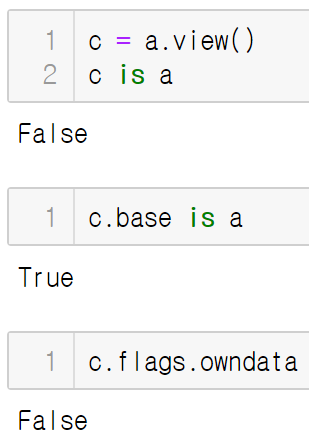 1 c = a.view()
2 c is a
False
1 c.base is a
True
1 c.flags.owndata
False